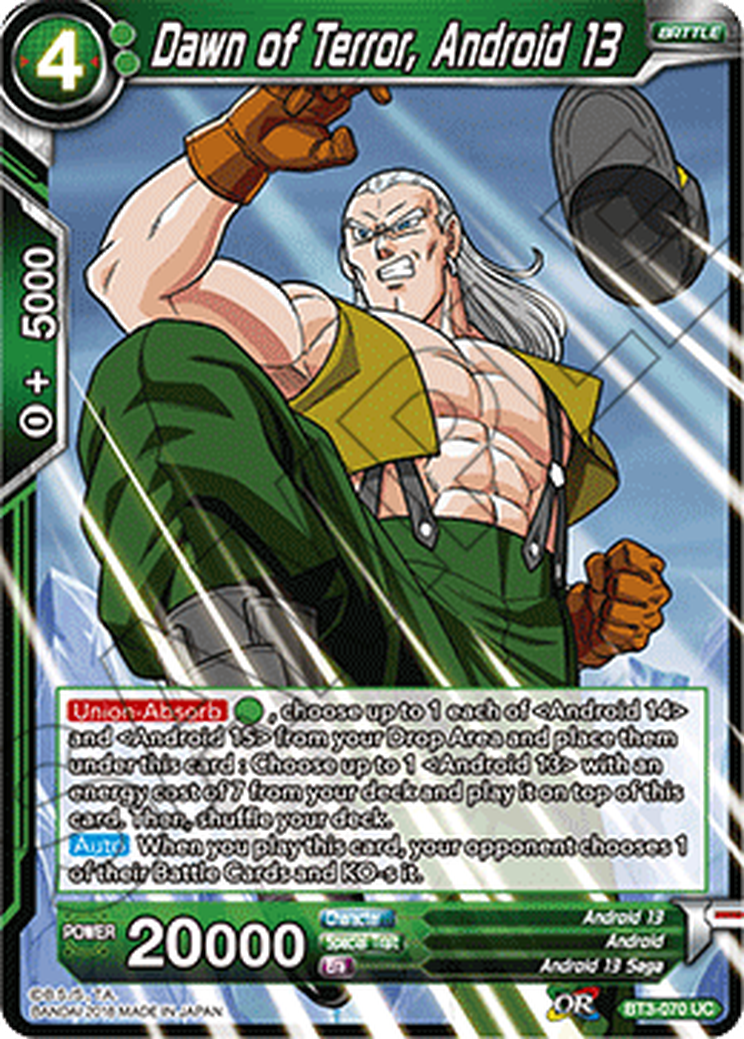 4
Dawn of Terror, Android 13
BATTLE
0 + 5000
Union-Absorb , choose up to 1 each of <Android 14>
and <Android 15> from your Drop Area and place them
under this card : Choose up to 1 <Android 13> with an
energy cost of 7 from your deck and play it on top of this
card. Then, shuffle your deck.
Auto When you play this card, your opponent chooses 1
of their Battle Cards and KO-s it.
POWER 20000
Character Android 13
Special Trait Android
Era Android 13 Saga
©B.S./S., T.A.
BANDAI 2018 MADE IN JAPAN
OR
BT3-070 UC